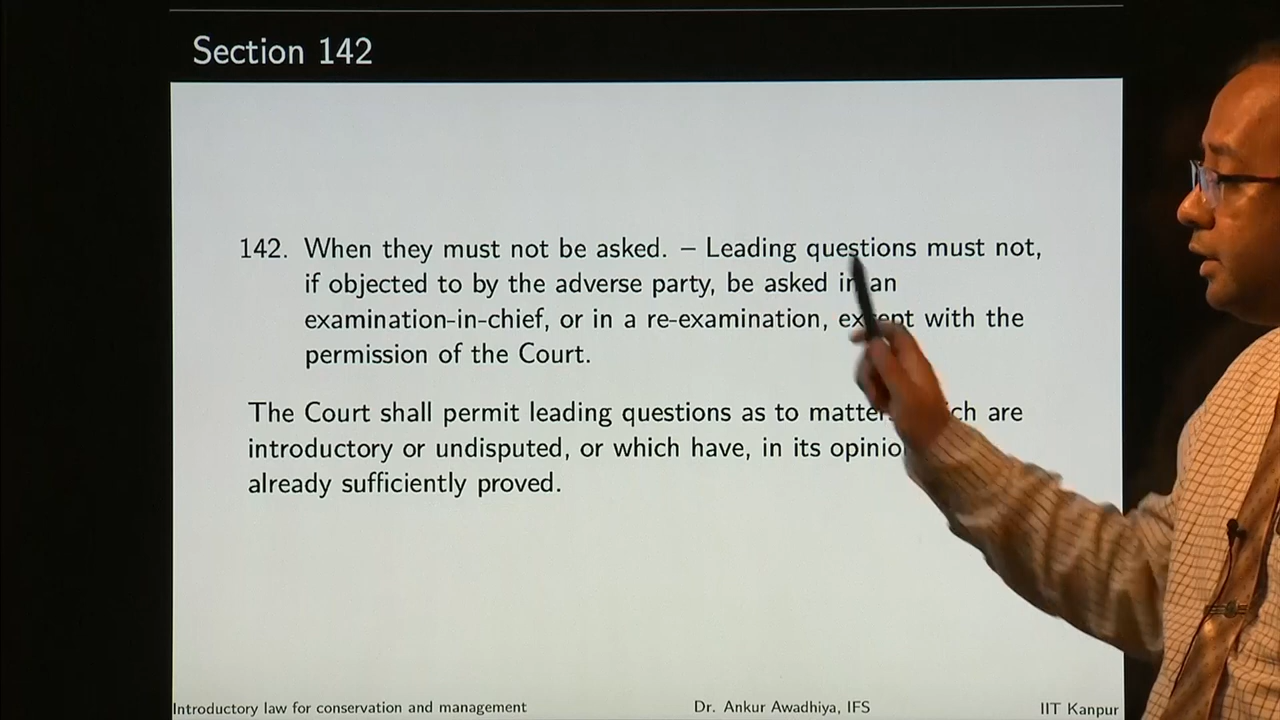 Section 142
142. When they must not be asked. – Leading questions must not,
if objected to by the adverse party, be asked in an
examination-in-chief, or in a re-examination, except with the
permission of the Court.
The Court shall permit leading questions as to matters which are
introductory or undisputed, or which have, in its opinion
already sufficiently proved.
Introductory law for conservation and management Dr. Ankur Awadhiya, IFS IIT Kanpur